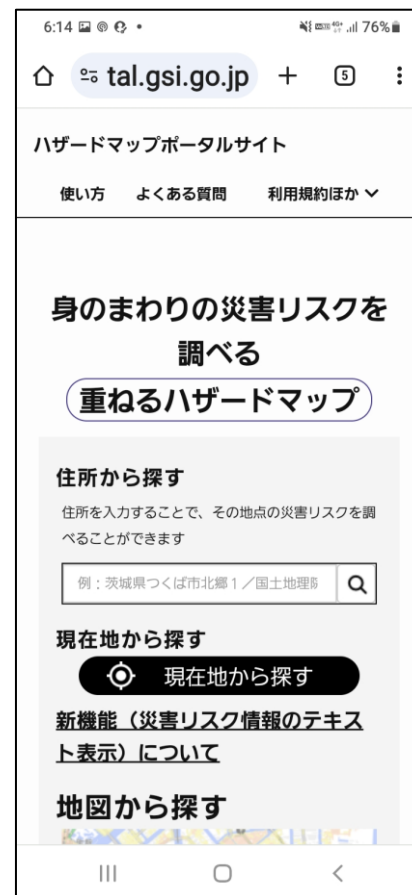 6:14
76%
tal.gsi.go.jp
5
ハザードマップポータルサイト
使い方 よくある質問 利用規約ほか
身のまわりの災害リスクを
調べる
重ねるハザードマップ
住所から探す
住所を入力することで、その地点の災害リスクを調
べることができます
例：茨城県つくば市北郷１／国土地理院
現在地から探す
現在地から探す
新機能（災害リスク情報のテキス
ト表示）について
地図から探す